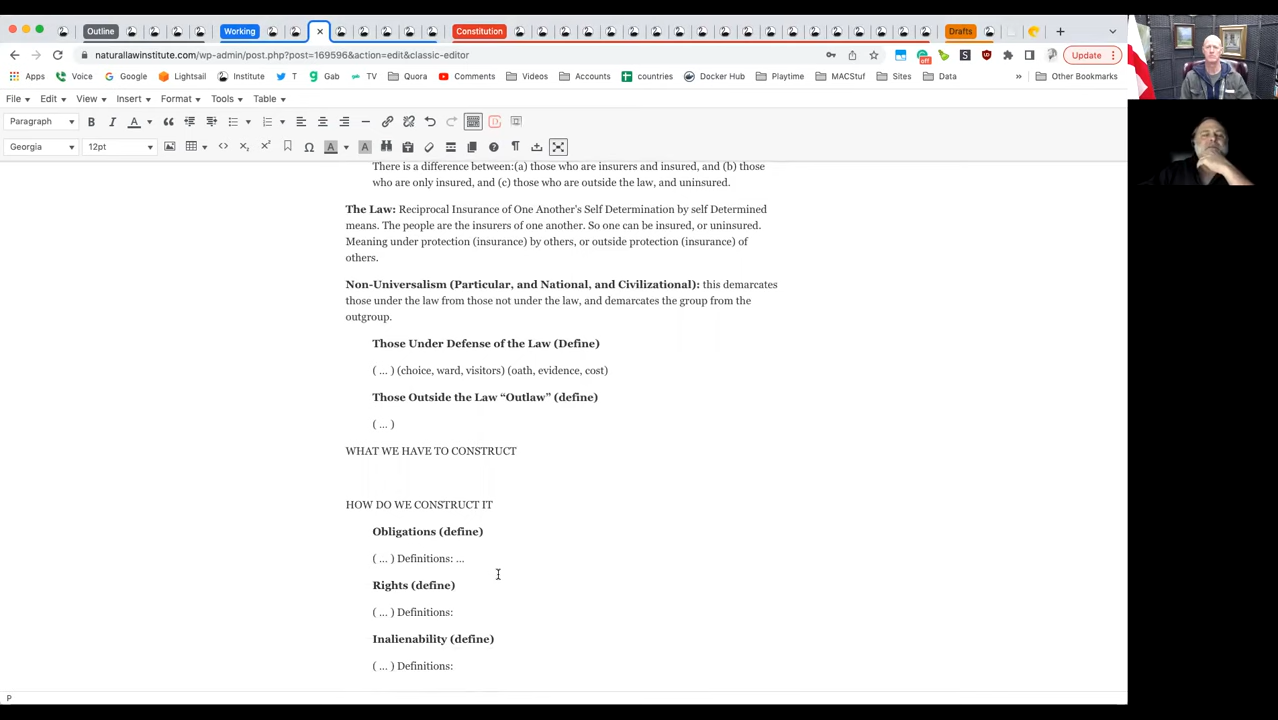 Outline
Working
Constitution
Drafts
naturallawinstitute.com/wp-admin/post.php?post=169596&action=edit&classic-editor
Update
Apps Voice Google Lightsail Institute T Gab TV Quora Comments Videos Accounts countries Docker Hub Playtime MACStuf Sites Data » Other Bookmarks
File Edit View Insert Format Tools Table
Paragraph B I A
Georgia 12pt
There is a difference between:(a) those who are insurers and insured, and (b) those
who are only insured, and (c) those who are outside the law, and uninsured.
The Law: Reciprocal Insurance of One Another's Self Determination by self Determined
means. The people are the insurers of one another. So one can be insured, or uninsured.
Meaning under protection (insurance) by others, or outside protection (insurance) of
others.
Non-Universalism (Particular, and National, and Civilizational): this demarcates
those under the law from those not under the law, and demarcates the group from the
outgroup.
Those Under Defense of the Law (Define)
( ... ) (choice, ward, visitors) (oath, evidence, cost)
Those Outside the Law “Outlaw” (define)
( ... )
WHAT WE HAVE TO CONSTRUCT
HOW DO WE CONSTRUCT IT
Obligations (define)
( ... ) Definitions: ...
Rights (define)
( ... ) Definitions:
Inalienability (define)
( ... ) Definitions:
P